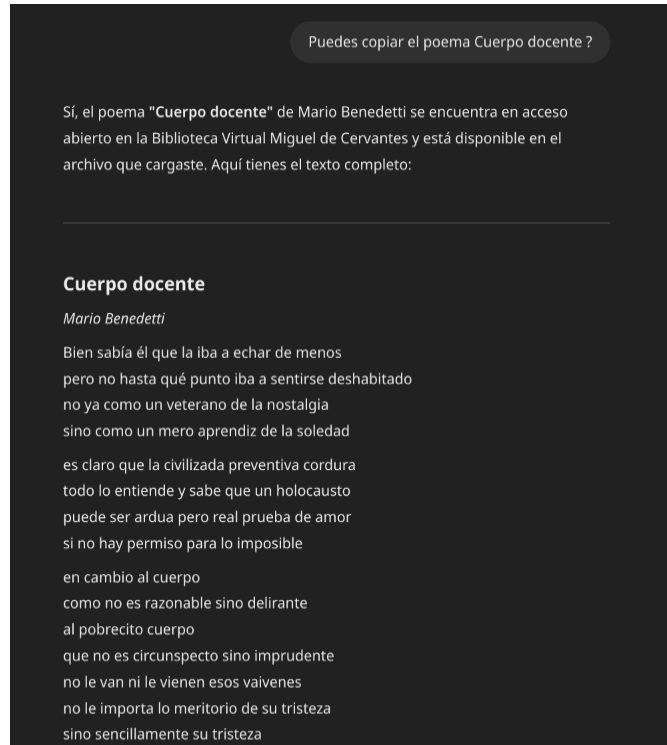 Puedes copiar el poema Cuerpo docente ?
Sí, el poema "Cuerpo docente" de Mario Benedetti se encuentra en acceso
abierto en la Biblioteca Virtual Miguel de Cervantes y está disponible en el
archivo que cargaste. Aquí tienes el texto completo:
Cuerpo docente
Mario Benedetti
Bien sabía él que la iba a echar de menos
pero no hasta qué punto iba a sentirse deshabitado
no ya como un veterano de la nostalgia
sino como un mero aprendiz de la soledad
es claro que la civilizada preventiva cordura
todo lo entiende y sabe que un holocausto
puede ser ardua pero real prueba de amor
si no hay permiso para lo imposible
en cambio al cuerpo
como no es razonable sino delirante
al pobrecito cuerpo
que no es circunspecto sino imprudente
no le van ni le vienen esos vaivenes
no le importa lo meritorio de su tristeza
sino sencillamente su tristeza